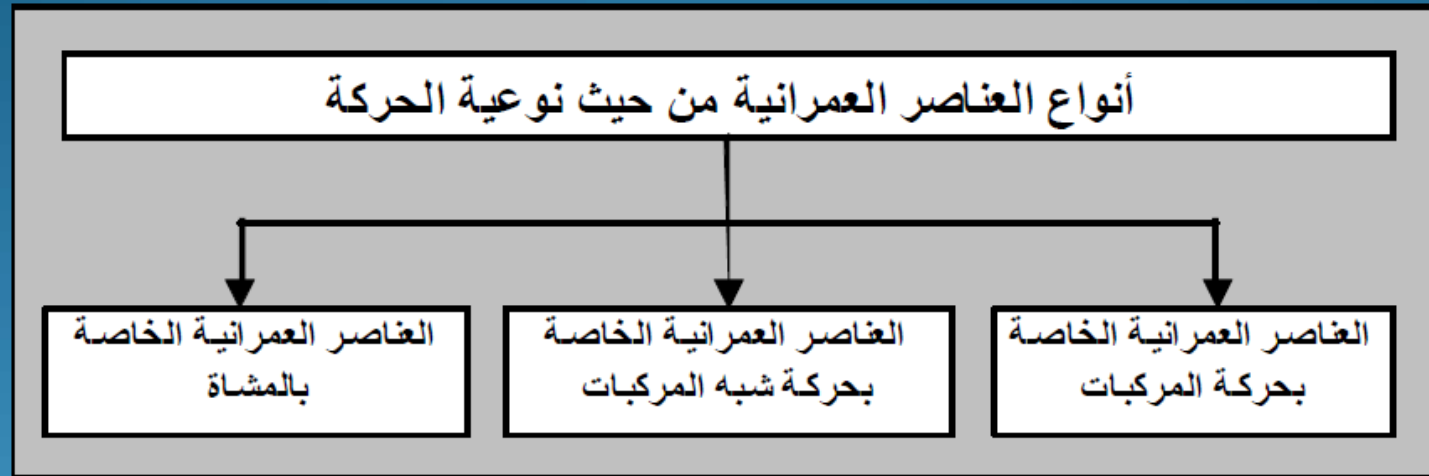 أنواع العناصر العمرانية من حيث نوعية الحركة
العناصر العمرانية الخاصة
بحركة المركبات
العناصر العمرانية الخاصة
بحركة شبه المركبات
العناصر العمرانية الخاصة
بالمشاة